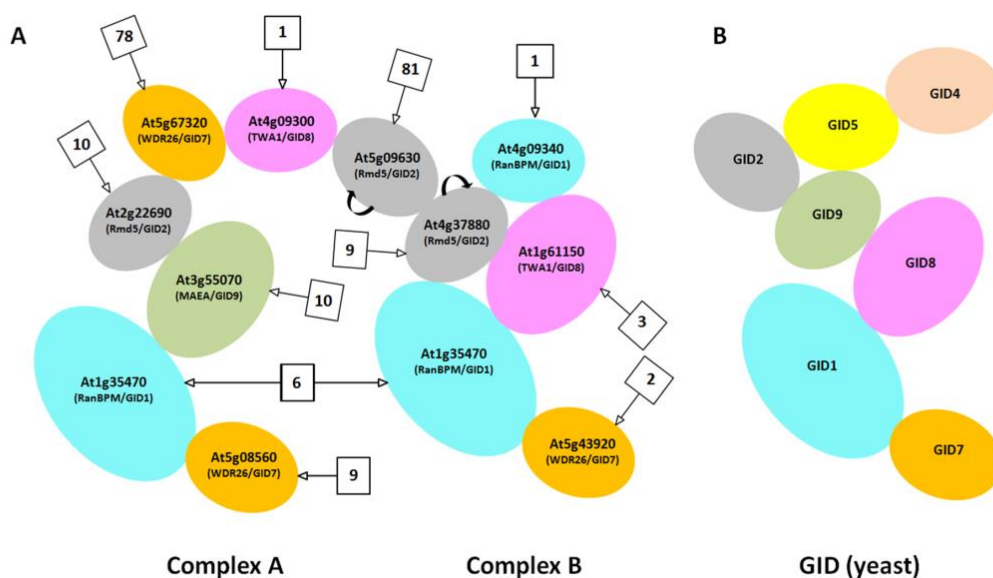 A
78
1
At5g67320
(WDR26/GID7)
At4g09300
(TWA1/GID8)
81
At5g09630
(Rmd5/GID2)
1
At4g09340
(RanBPM/GID1)
10
At2g22690
(Rmd5/GID2)
At4g37880
(Rmd5/GID2)
9
At3g55070
(MAEA/GID9)
10
At1g61150
(TWA1/GID8)
3
At1g35470
(RanBPM/GID1)
6
At1g35470
(RanBPM/GID1)
2
At5g08560
(WDR26/GID7)
9
At5g43920
(WDR26/GID7)
Complex A
Complex B
B
GID4
GID5
GID2
GID9
GID8
GID1
GID7
GID (yeast)